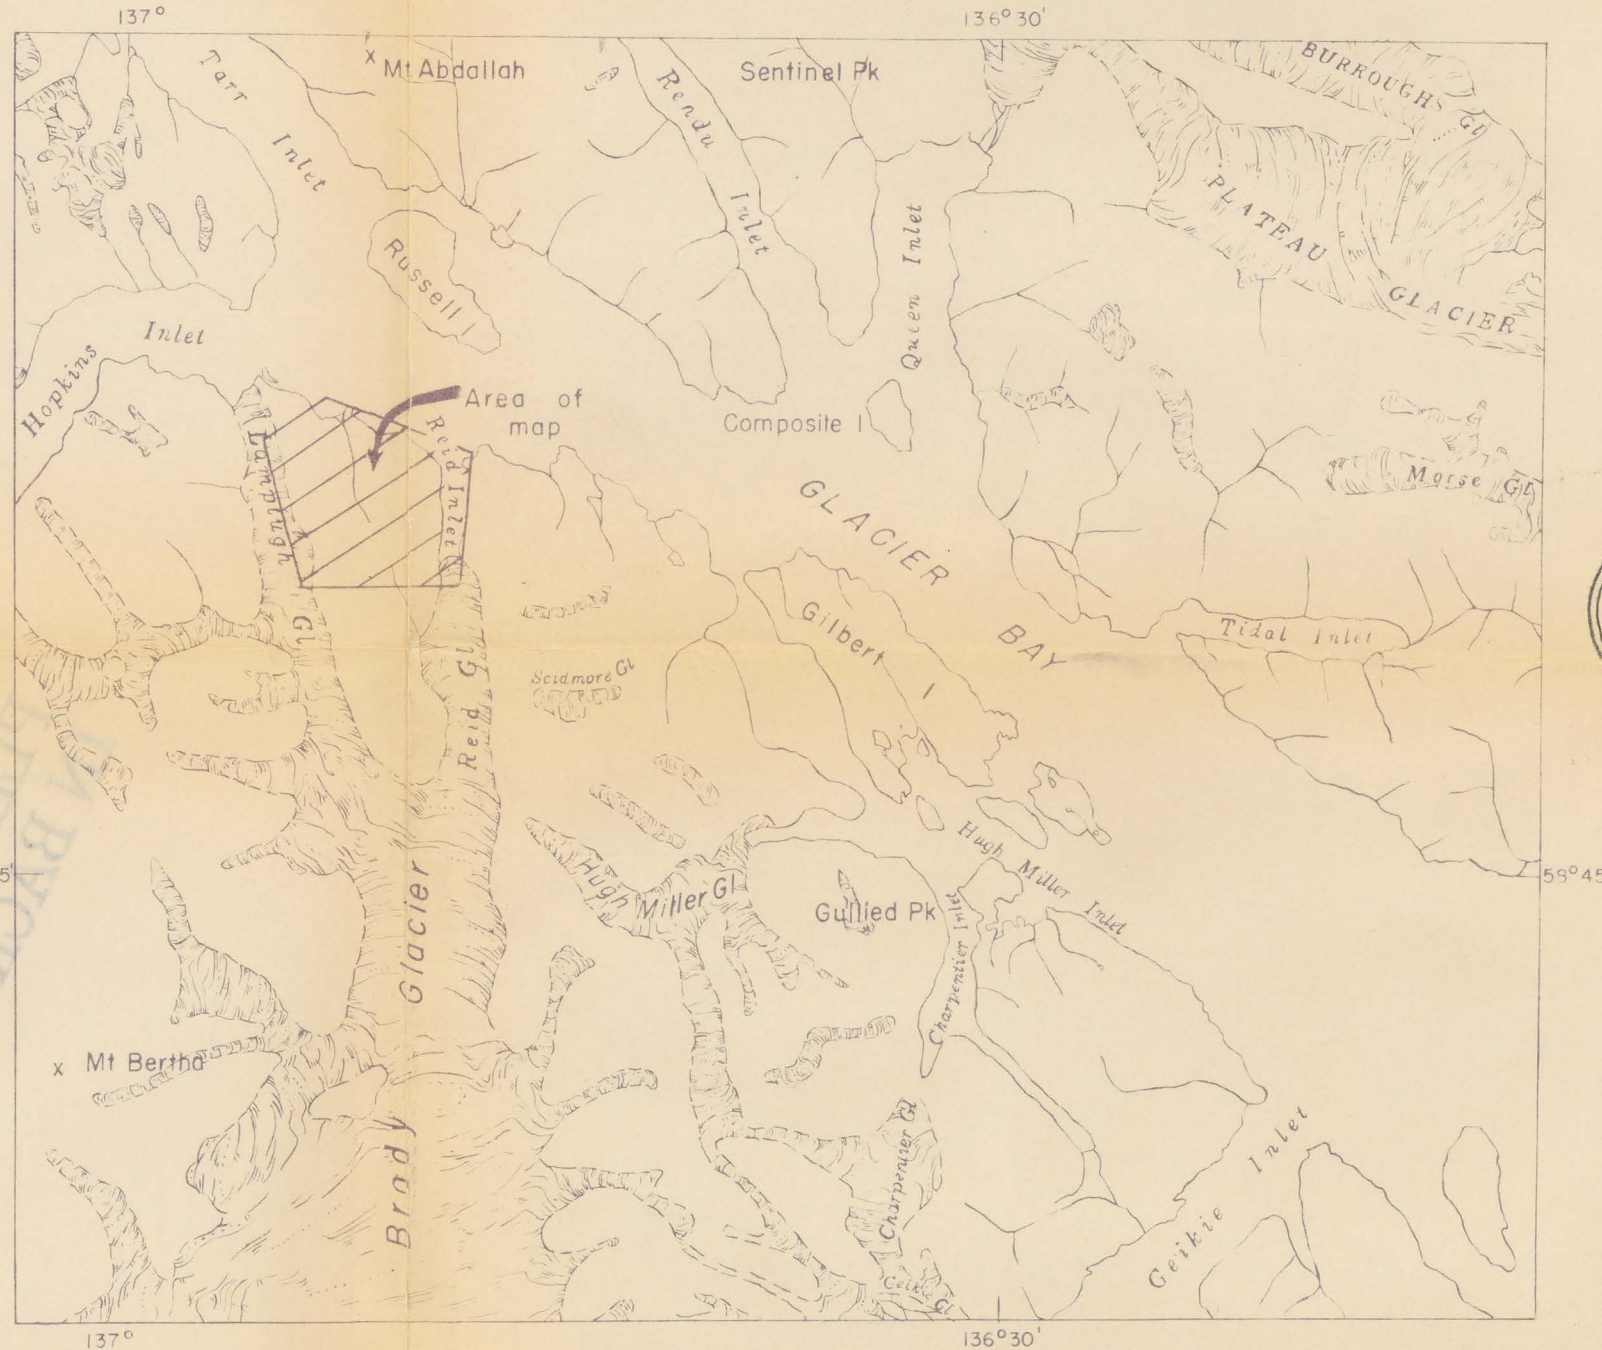 137°
136°30'
Tarr Inlet
x Mt Abdallah
Rendu Inlet
Sentinel Pk
BURROUGHS Gl
PLATEAU GLACIER
Russell I
Queen Inlet
Hopkins Inlet
Area of
map
Composite I
Lamplugh Gl
Reid Inlet
GLACIER BAY
Morse Gl
Gilbert I
Tidal Inlet
Scidmore Gl
Reid Gl
Hugh Miller Gl
Hugh Miller Inlet
58°45
5'
Gullied Pk
Charpentier Inlet
Brady Glacier
x Mt Bertha
Charpentier Gl
Geikie Inlet
Geikie Gl
137°
136°30'